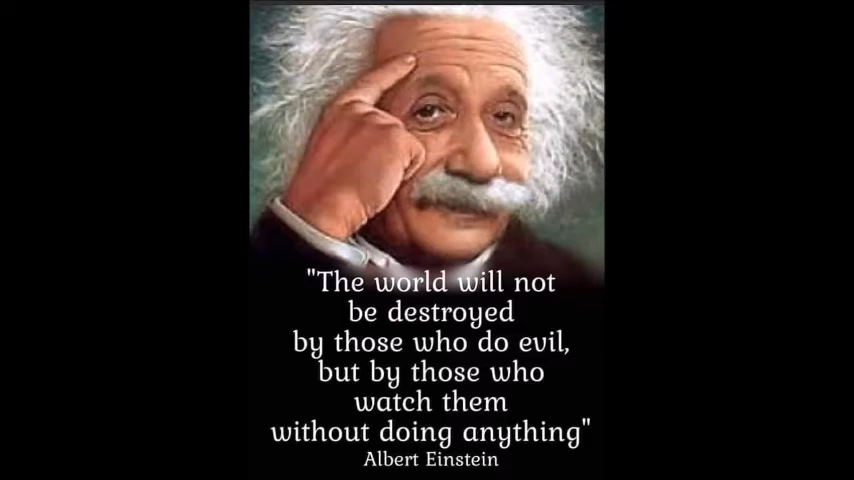 "The world will not
be destroyed
by those who do evil,
but by those who
watch them
without doing anything"
Albert Einstein